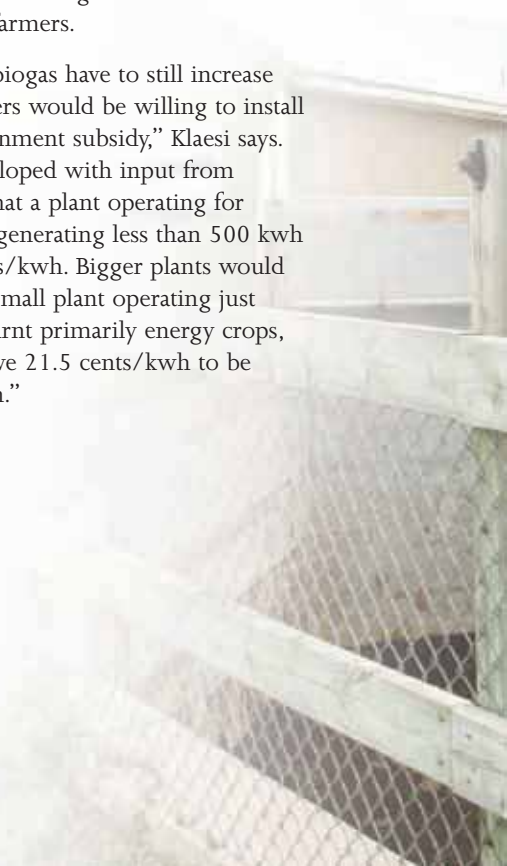 armers.
biogas have to still increase
ers would be willing to install
nment subsidy,” Klaesi says.
loped with input from
hat a plant operating for
generating less than 500 kwh
s/kwh. Bigger plants would
mall plant operating just
rnt primarily energy crops,
ve 21.5 cents/kwh to be
.”